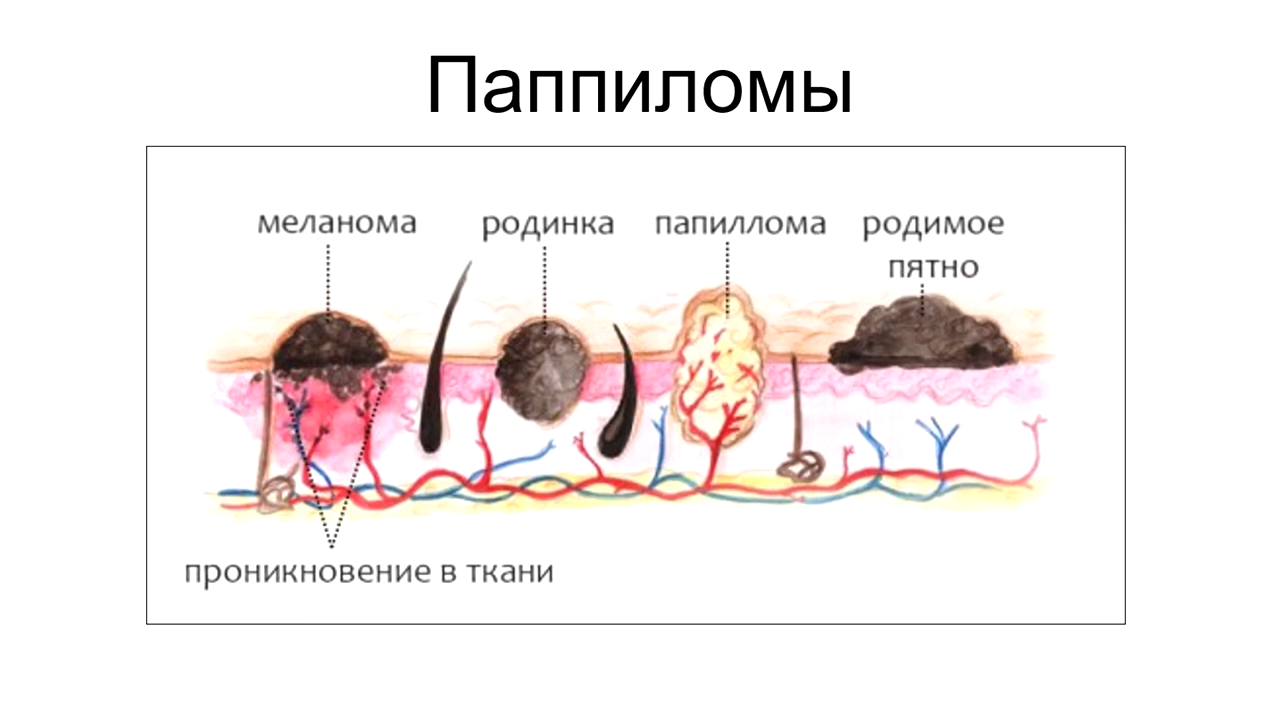 Паппиломы
меланома
родинка
папиллома
родимое
пятно
проникновение в ткани